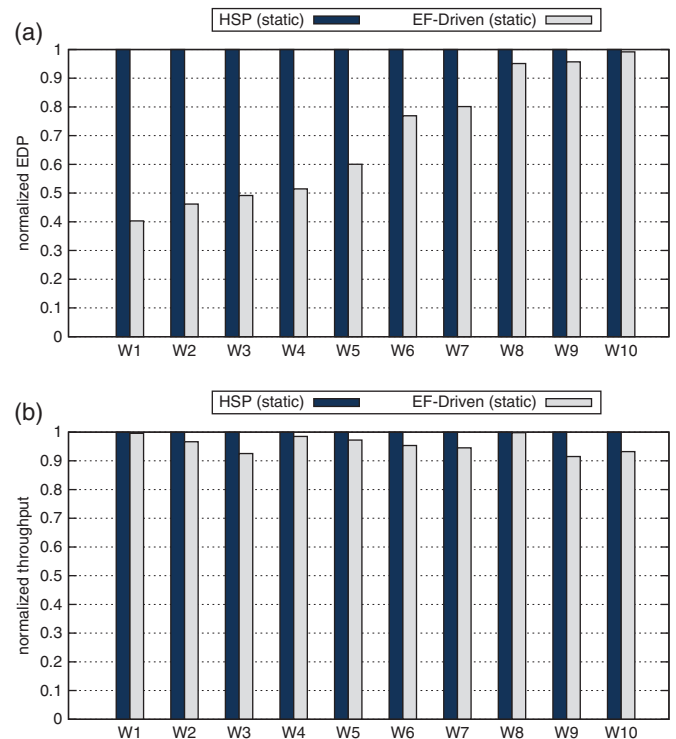 HSP (static) EF-Driven (static)
(a)
normalized EDP
1
0.9
0.8
0.7
0.6
0.5
0.4
0.3
0.2
0.1
0
W1 W2 W3 W4 W5 W6 W7 W8 W9 W10
HSP (static) EF-Driven (static)
(b)
normalized throughput
1
0.9
0.8
0.7
0.6
0.5
0.4
0.3
0.2
0.1
0
W1 W2 W3 W4 W5 W6 W7 W8 W9 W10